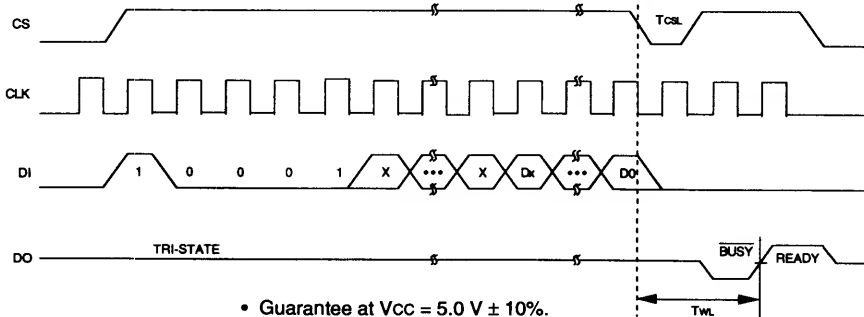 CS
TCSL
CLK
DI 1 0 0 0 1 X ••• X Dx ••• D0
DO TRI-STATE BUSY READY
TWL
• Guarantee at Vcc = 5.0 V ± 10%.